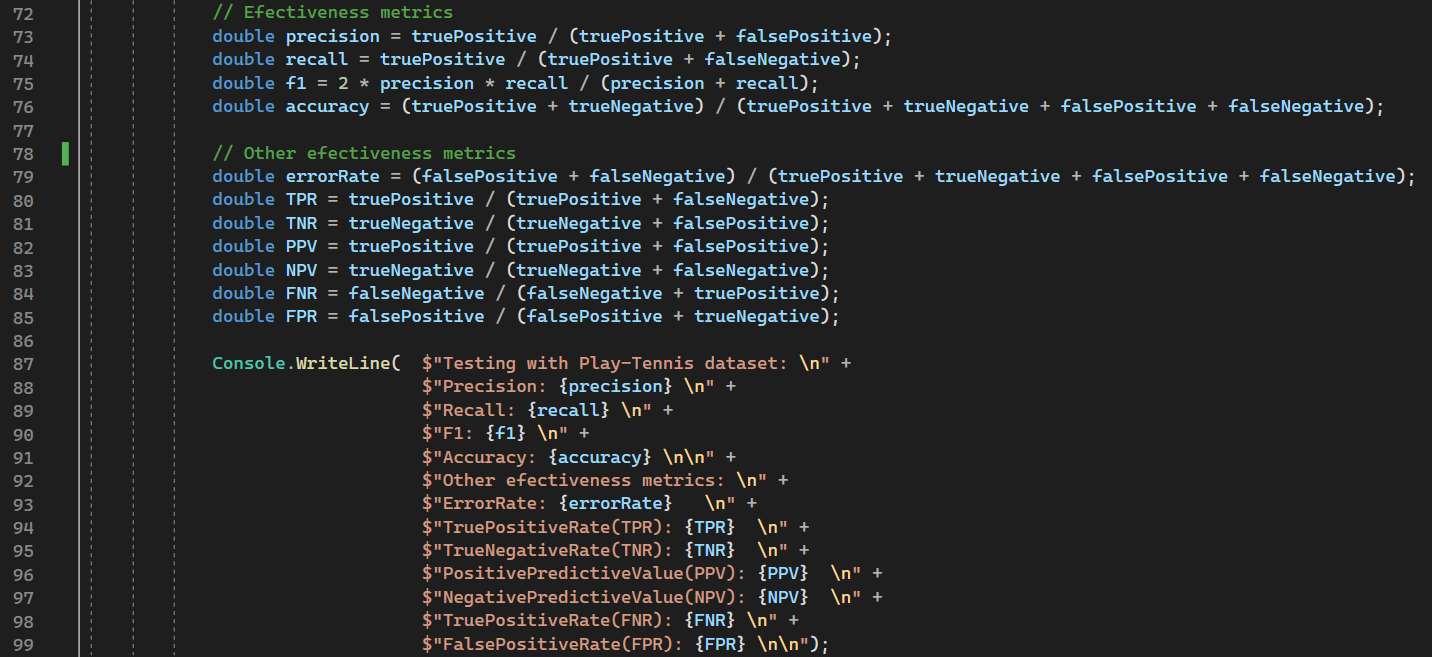 72 // Efectiveness metrics
73 double precision = truePositive / (truePositive + falsePositive);
74 double recall = truePositive / (truePositive + falseNegative);
75 double f1 = 2 * precision * recall / (precision + recall);
76 double accuracy = (truePositive + trueNegative) / (truePositive + trueNegative + falsePositive + falseNegative);
77
78 // Other efectiveness metrics
79 double errorRate = (falsePositive + falseNegative) / (truePositive + trueNegative + falsePositive + falseNegative);
80 double TPR = truePositive / (truePositive + falseNegative);
81 double TNR = trueNegative / (trueNegative + falsePositive);
82 double PPV = truePositive / (truePositive + falsePositive);
83 double NPV = trueNegative / (trueNegative + falseNegative);
84 double FNR = falseNegative / (falseNegative + truePositive);
85 double FPR = falsePositive / (falsePositive + trueNegative);
86
87 Console.WriteLine(  $"Testing with Play-Tennis dataset: \n" +
88 $"Precision: {precision} \n" +
89 $"Recall: {recall} \n" +
90 $"F1: {f1} \n" +
91 $"Accuracy: {accuracy} \n\n" +
92 $"Other efectiveness metrics: \n" +
93 $"ErrorRate: {errorRate}   \n" +
94 $"TruePositiveRate(TPR): {TPR}  \n" +
95 $"TrueNegativeRate(TNR): {TNR}  \n" +
96 $"PositivePredictiveValue(PPV): {PPV}  \n" +
97 $"NegativePredictiveValue(NPV): {NPV}  \n" +
98 $"TruePositiveRate(FNR): {FNR} \n" +
99 $"FalsePositiveRate(FPR): {FPR} \n\n");